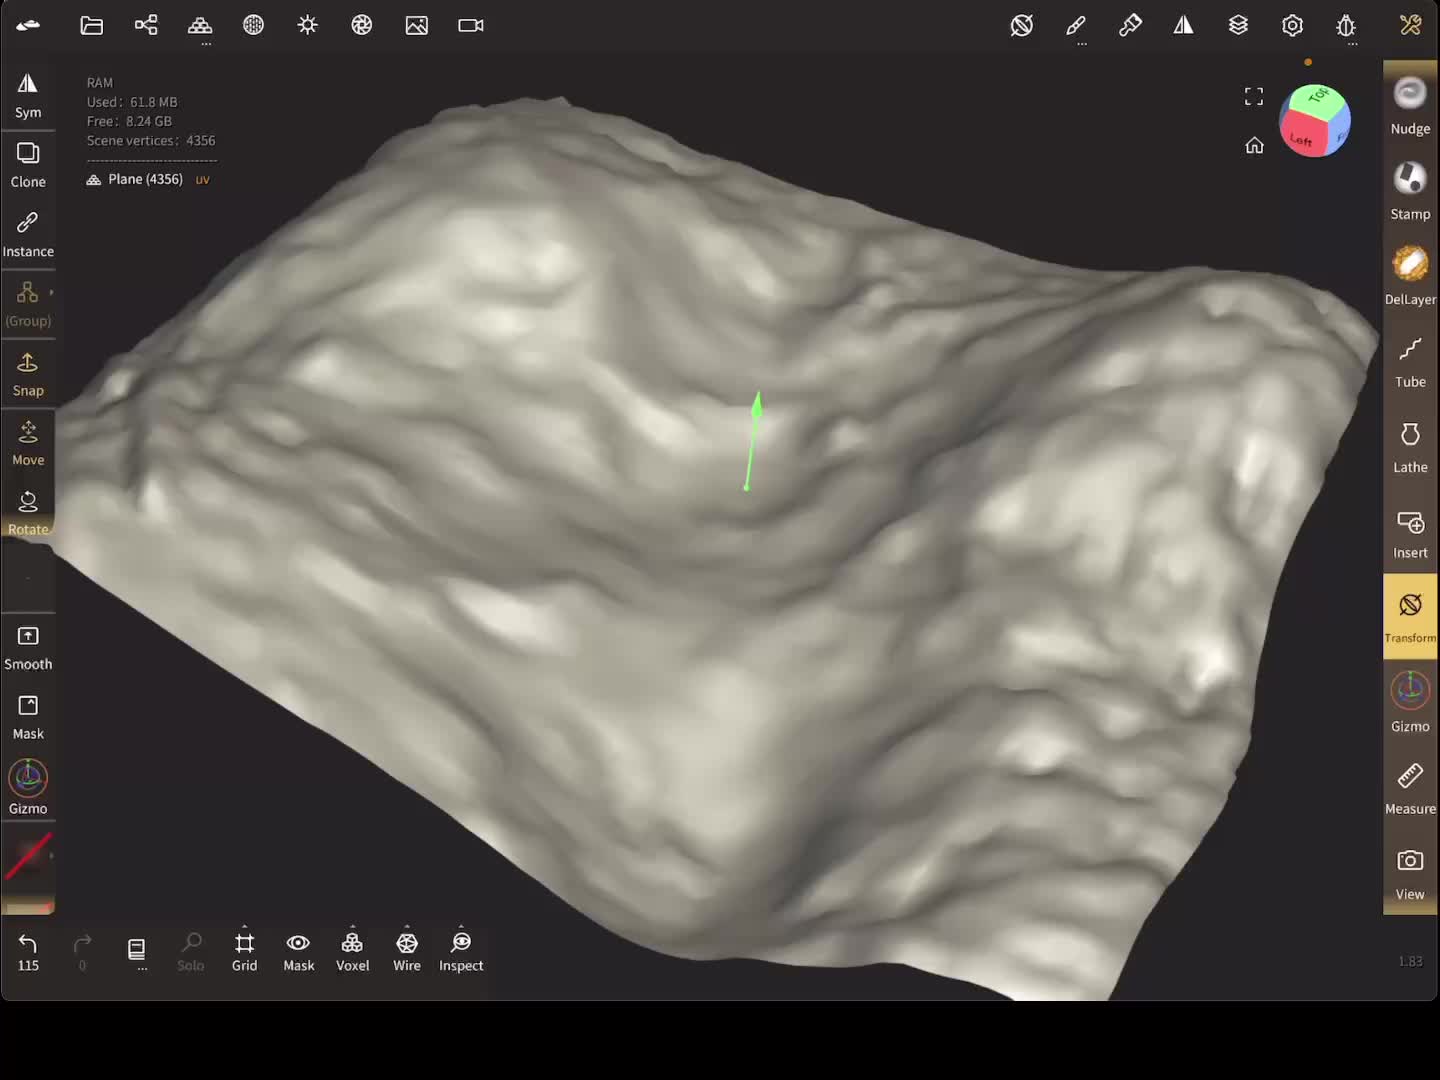 RAM
Used: 61.8 MB
Free: 8.24 GB
Scene vertices: 4356
Plane (4356) uv
Sym
Clone
Instance
(Group)
Snap
Move
Rotate
Smooth
Mask
Gizmo
Top
Left
Nudge
Stamp
DelLayer
Tube
Lathe
Insert
Transform
Gizmo
Measure
View
115
0
Solo
Grid
Mask
Voxel
Wire
Inspect
1.83